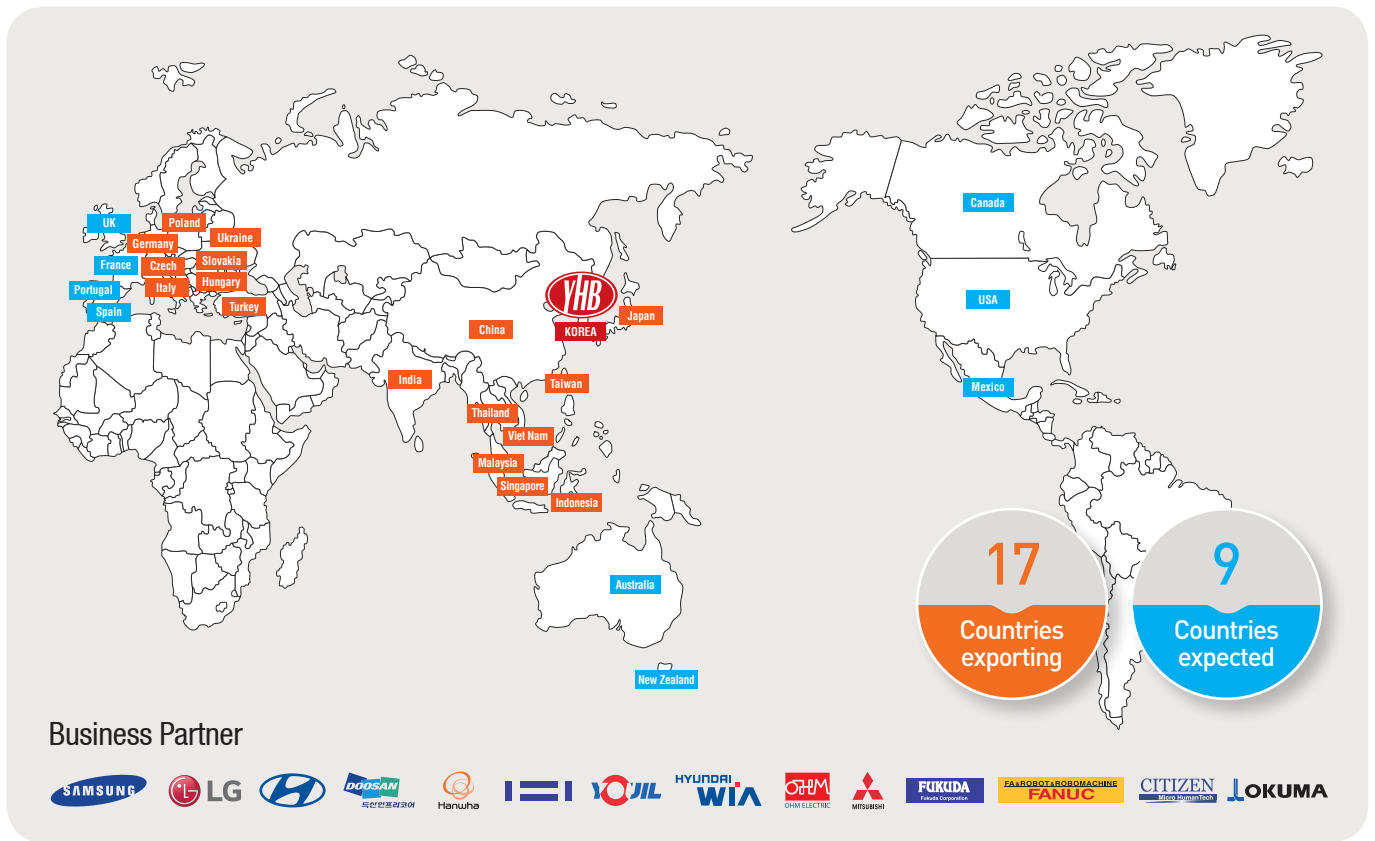 UK
Poland
Ukraine
Germany
France
Czech
Slovakia
Italy
Hungary
Portugal
Spain
Turkey
YHB
KOREA
Japan
China
India
Taiwan
Thailand
Viet Nam
Malaysia
Singapore
Indonesia
Australia
New Zealand
Canada
USA
Mexico
17
Countries
exporting
9
Countries
expected
Business Partner
SAMSUNG
LG
DOOSAN
두산인프라코어
Hanwha
YOUIL
HYUNDAI
WIA
OHM
OHM ELECTRIC
MITSUBISHI
FUKUDA
Fukuda Corporation
FA&ROBOT&ROBOMACHINE
FANUC
CITIZEN
Micro HumanTech
OKUMA